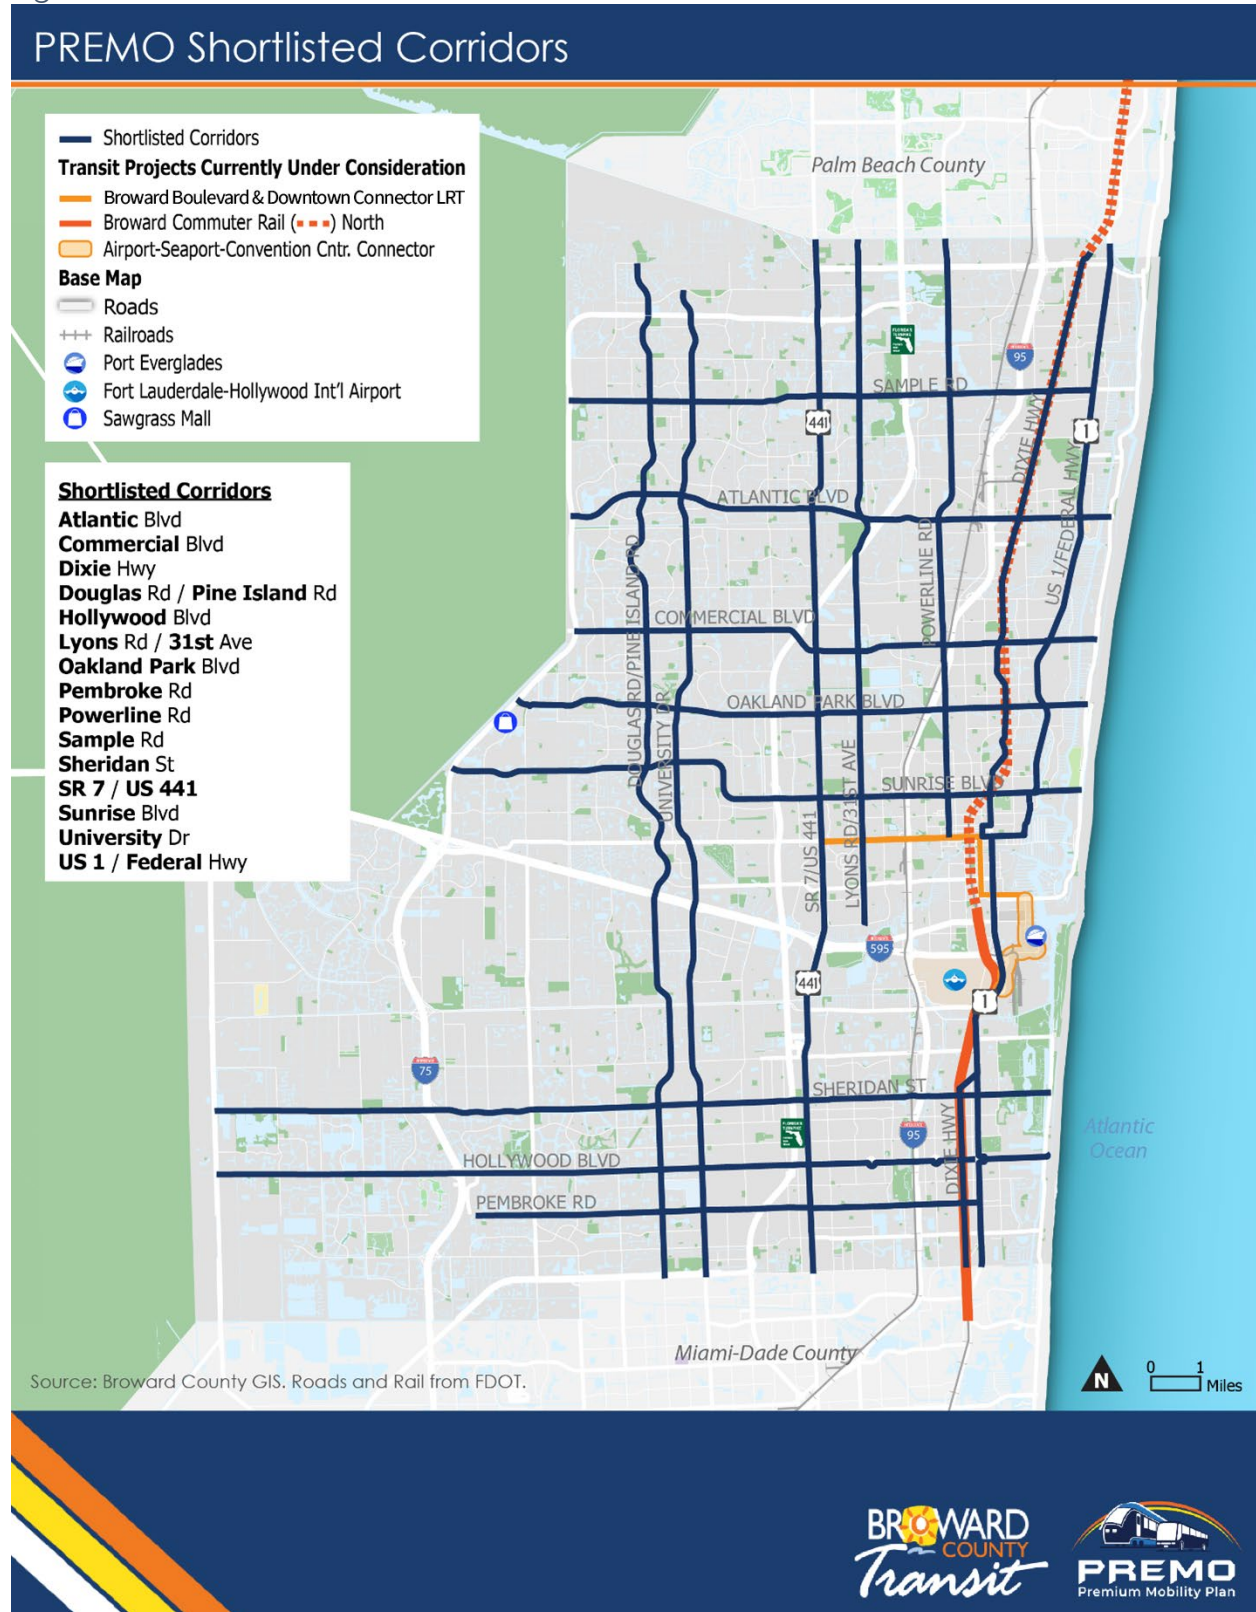 PREMO Shortlisted Corridors
Shortlisted Corridors
Transit Projects Currently Under Consideration
Broward Boulevard & Downtown Connector LRT
Broward Commuter Rail ( ) North
Airport-Seaport-Convention Cntr. Connector
Base Map
Roads
Railroads
Port Everglades
Fort Lauderdale-Hollywood Int'l Airport
Sawgrass Mall
Shortlisted Corridors
Atlantic Blvd
Commercial Blvd
Dixie Hwy
Douglas Rd / Pine Island Rd
Hollywood Blvd
Lyons Rd / 31st Ave
Oakland Park Blvd
Pembroke Rd
Powerline Rd
Sample Rd
Sheridan St
SR 7 / US 441
Sunrise Blvd
University Dr
US 1 / Federal Hwy
Palm Beach County
95
SAMPLE RD
441
1
DIXIE HWY
ATLANTIC BLVD
US 1/FEDERAL HWY
POWERLINE RD
DOUGLAS RD/PINE ISLAND RD
COMMERCIAL BLVD
UNIVERSITY DR
OAKLAND PARK BLVD
SUNRISE BLVD
SR 7/US 441
LYONS RD/31ST AVE
595
441
1
75
SHERIDAN ST
95
DIXIE HWY
Atlantic
Ocean
HOLLYWOOD BLVD
PEMBROKE RD
Miami-Dade County
Source: Broward County GIS. Roads and Rail from FDOT.
N
0 1
Miles
BROWARD
COUNTY
Transit
PREMO
Premium Mobility Plan